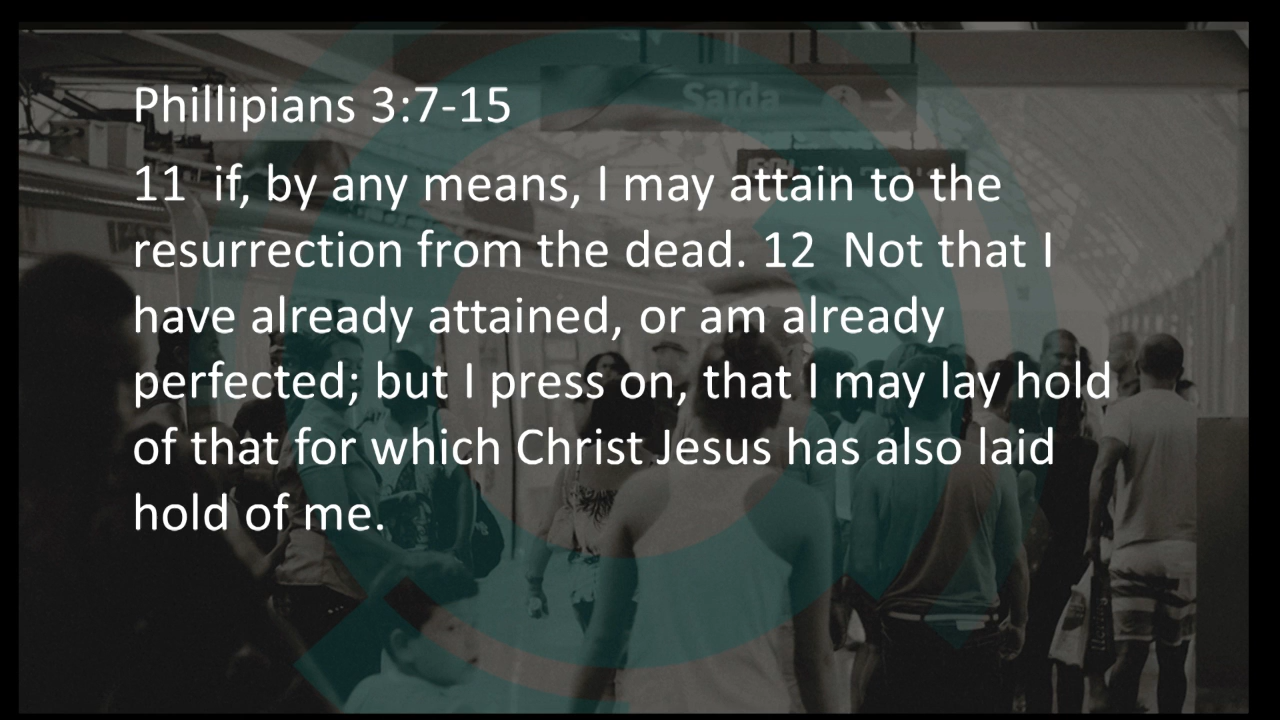 Phillipians 3:7-15
Saída
11  if, by any means, I may attain to the
resurrection from the dead. 12  Not that I
have already attained, or am already
perfected; but I press on, that I may lay hold
of that for which Christ Jesus has also laid
hold of me.